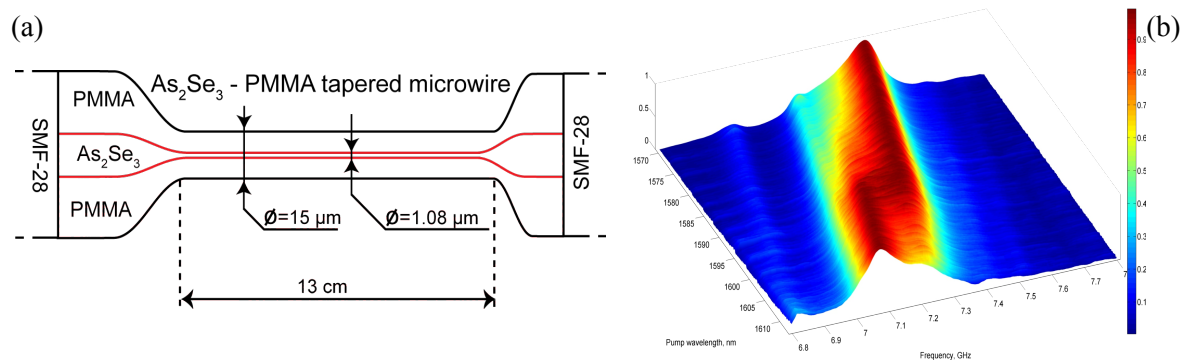 (a)
As₂Se₃ - PMMA tapered microwire
PMMA
SMF-28
As₂Se₃
SMF-28
PMMA
Ø=15 µm
Ø=1.08 µm
13 cm
(b)
1
0.5
0
1570
1575
1580
1585
1590
1595
1600
1605
1610
Pump wavelength, nm
6.8
6.9
7
7.1
7.2
7.3
7.4
7.5
7.6
7.7
Frequency, GHz
0.9
0.8
0.7
0.6
0.5
0.4
0.3
0.2
0.1